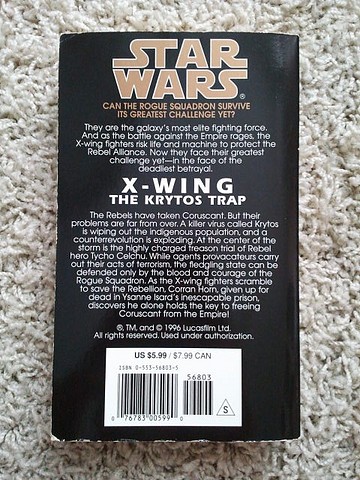 STAR
WARS®
CAN THE ROGUE SQUADRON SURVIVE
ITS GREATEST CHALLENGE YET?
They are the galaxy's most elite fighting force.
And as the battle against the Empire rages, the
X-wing fighters risk life and machine to protect the
Rebel Alliance. Now they face their greatest
challenge yet—in the face of the
deadliest betrayal.
X-WING
THE KRYTOS TRAP
The Rebels have taken Coruscant. But their
problems are far from over. A killer virus called Krytos
is wiping out the indigenous population, and a
counterrevolution is exploding. At the center of the
storm is the highly charged treason trial of Rebel
hero Tycho Celchu. While agents provocateurs carry
out their acts of terrorism, the fledgling state can be
defended only by the blood and courage of the
Rogue Squadron. As the X-wing fighters scramble
to save the Rebellion, Corran Horn, given up for
dead in Ysanne Isard's inescapable prison,
discovers he alone holds the key to freeing
Coruscant from the Empire!
®, TM, and © 1996 Lucasfilm Ltd.
All rights reserved. Used under authorization.
US $5.99 / $7.99 CAN
ISBN 0-553-56803-5
56803
0 76783 00599 0
S